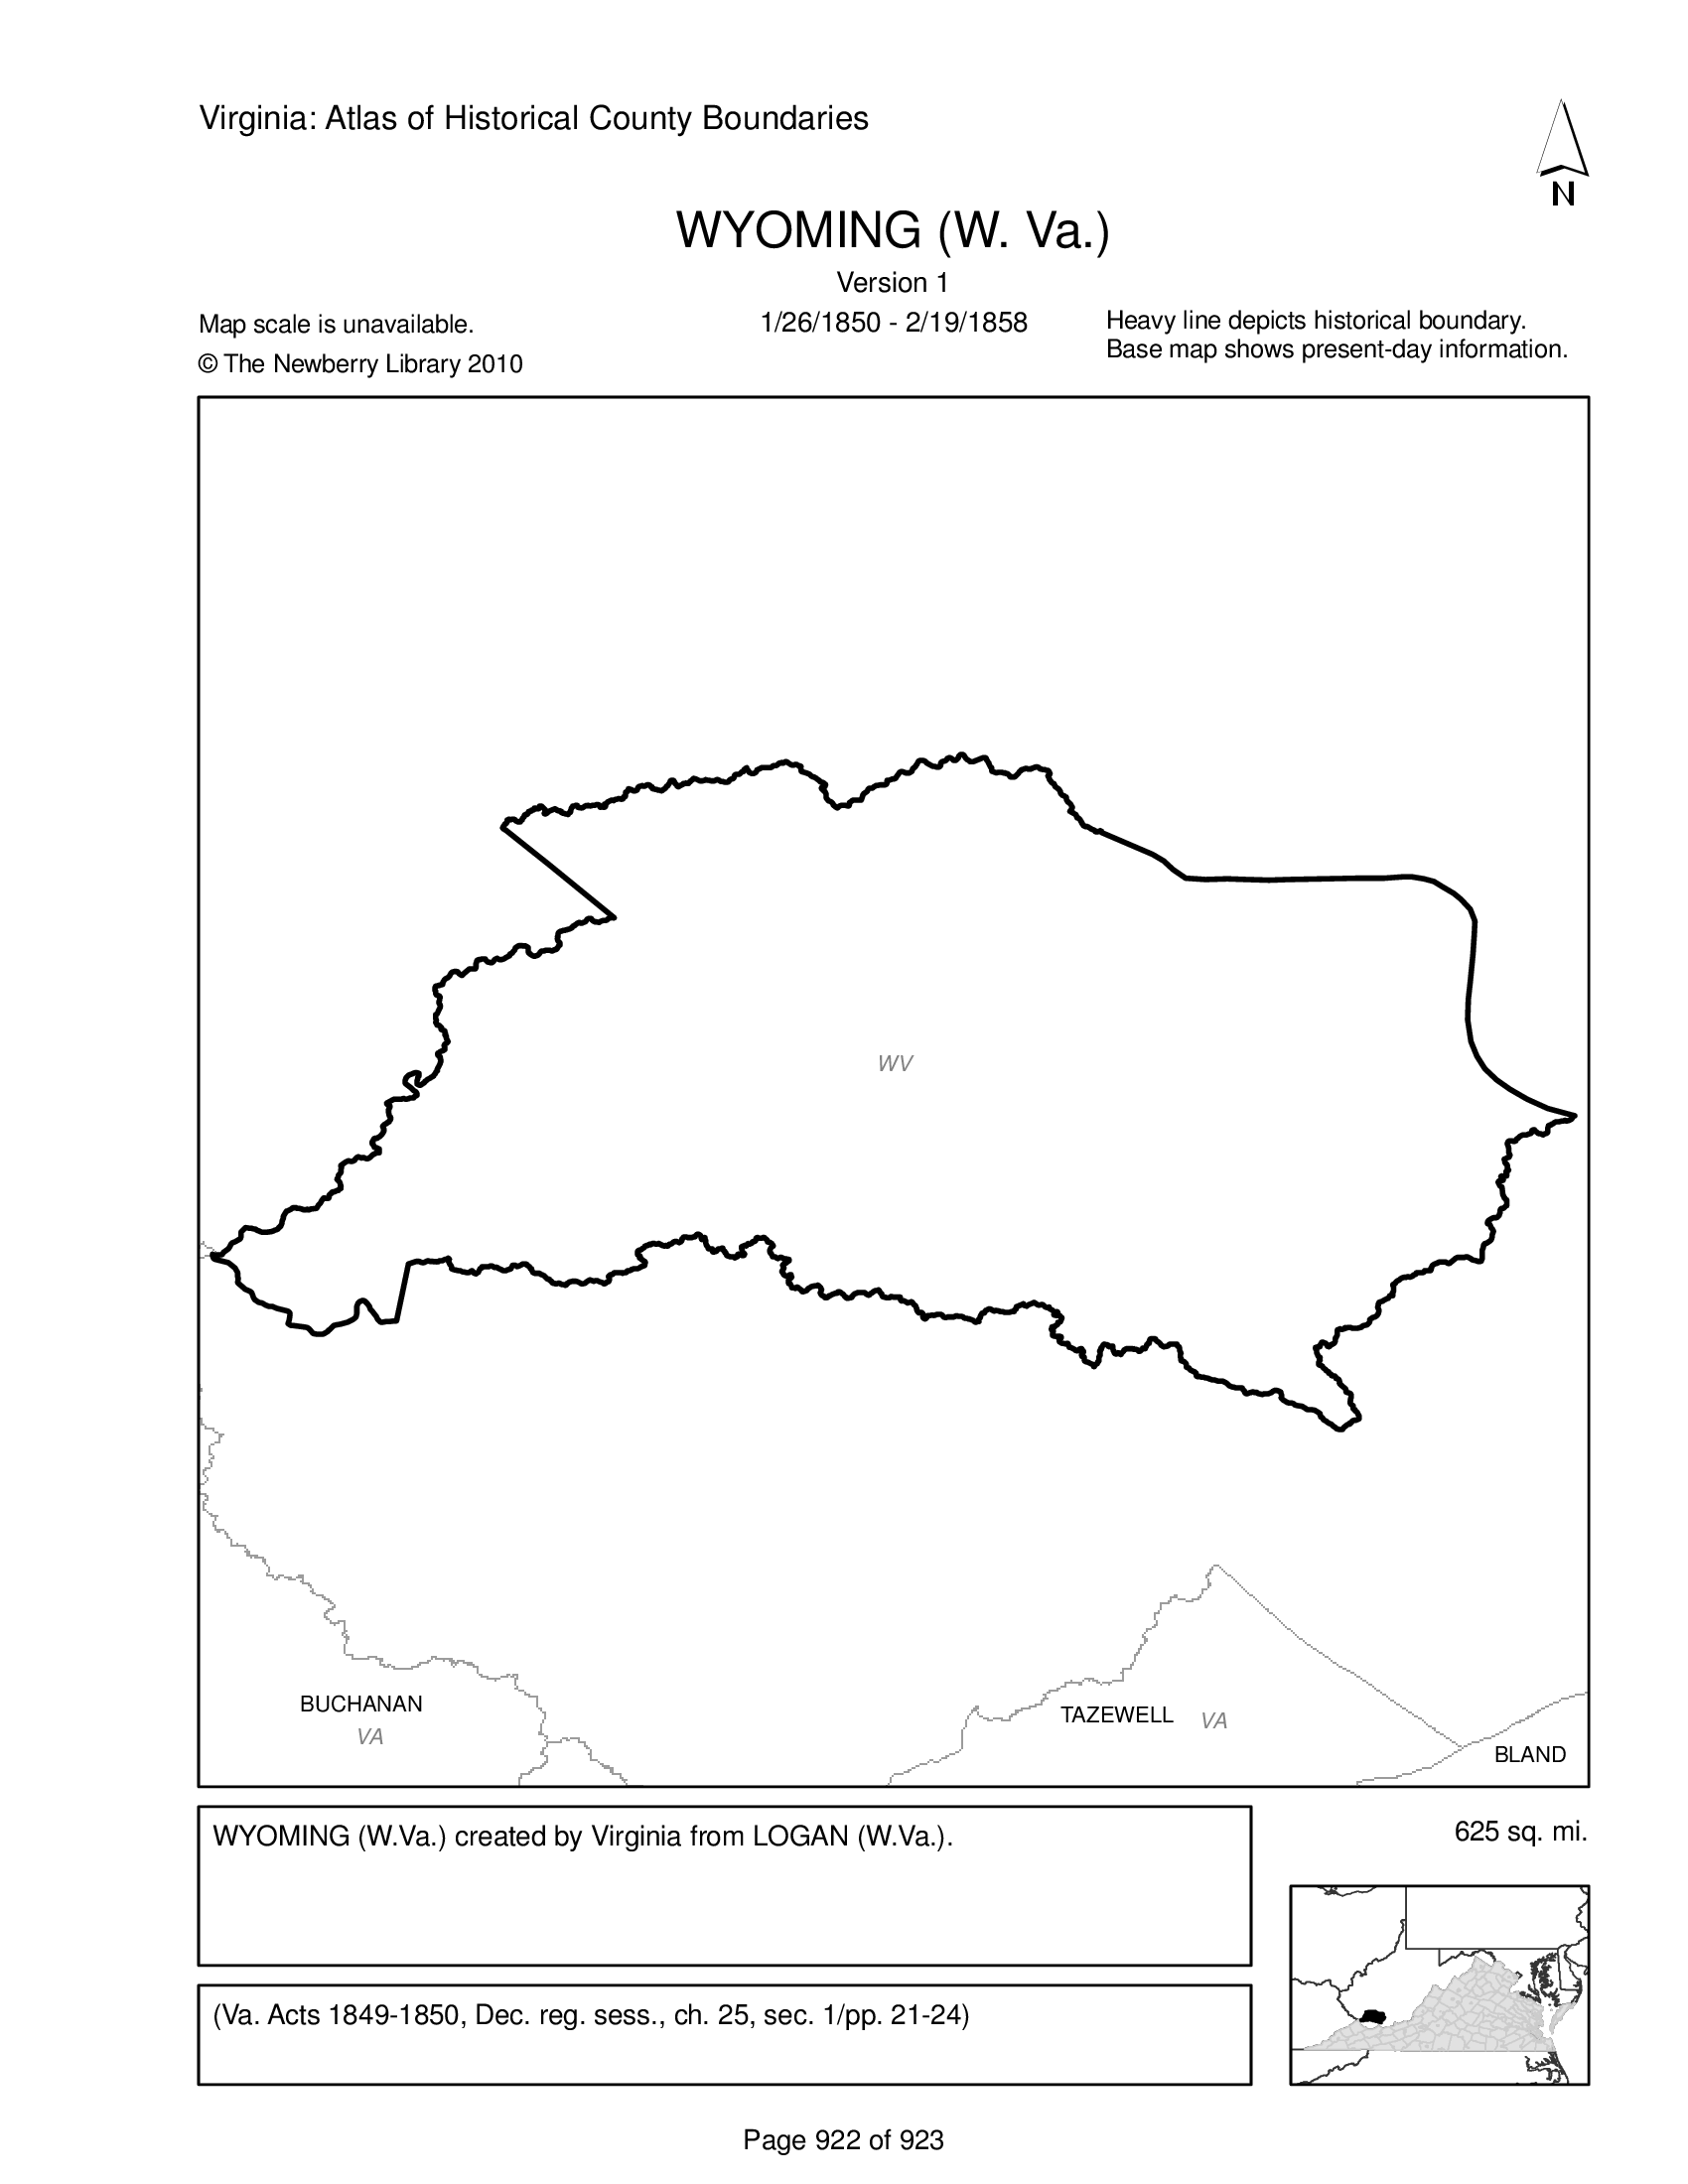 Virginia: Atlas of Historical County Boundaries
N
WYOMING (W. Va.)
Version 1
1/26/1850 - 2/19/1858
Map scale is unavailable.
© The Newberry Library 2010
Heavy line depicts historical boundary.
Base map shows present-day information.
WV
BUCHANAN
VA
TAZEWELL VA
BLAND
WYOMING (W.Va.) created by Virginia from LOGAN (W.Va.).
625 sq. mi.
(Va. Acts 1849-1850, Dec. reg. sess., ch. 25, sec. 1/pp. 21-24)
Page 922 of 923